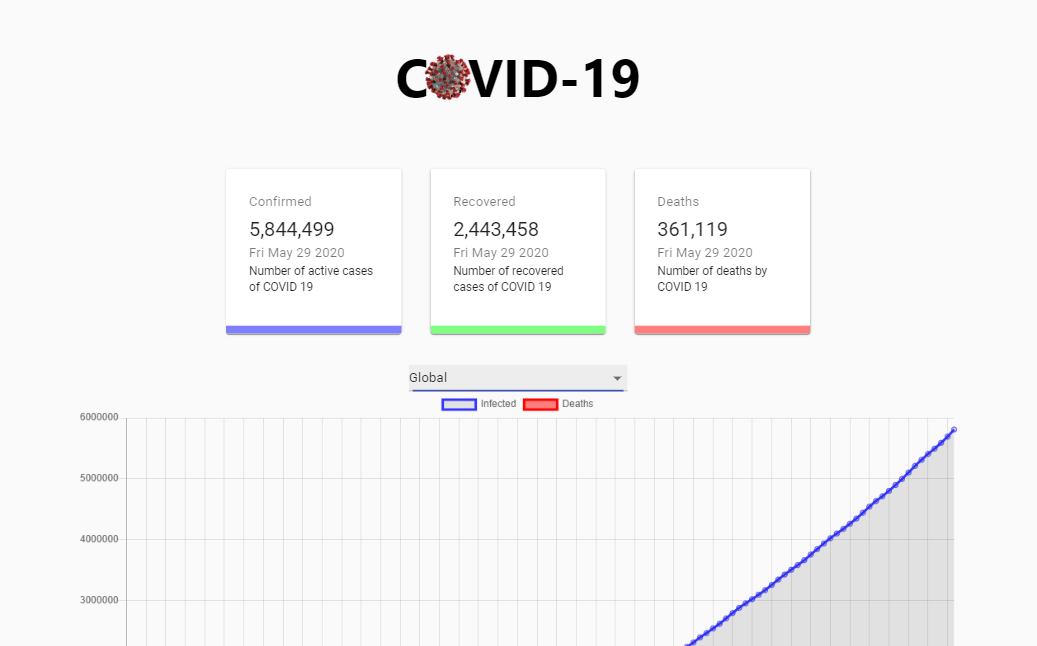 COVID-19
Confirmed
5,844,499
Fri May 29 2020
Number of active cases
of COVID 19
Recovered
2,443,458
Fri May 29 2020
Number of recovered
cases of COVID 19
Deaths
361,119
Fri May 29 2020
Number of deaths by
COVID 19
Global
Infected Deaths
6000000
5000000
4000000
3000000